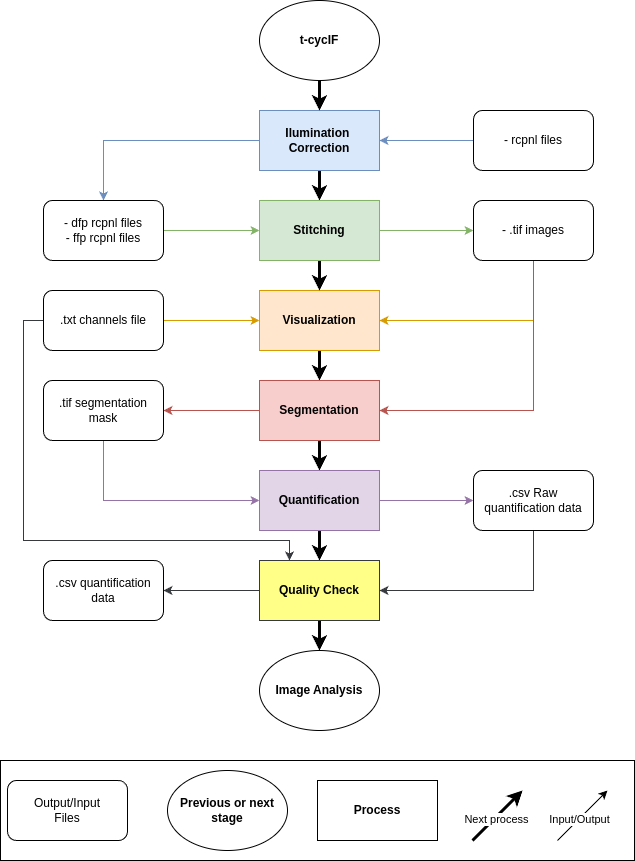 t-cycIF
Ilumination
Correction
- rcpnl files
- dfp rcpnl files
- ffp rcpnl files
Stitching
- .tif images
.txt channels file
Visualization
.tif segmentation
mask
Segmentation
Quantification
.csv Raw
quantification data
.csv quantification
data
Quality Check
Image Analysis
Output/Input
Files
Previous or next
stage
Process
Next process
Input/Output